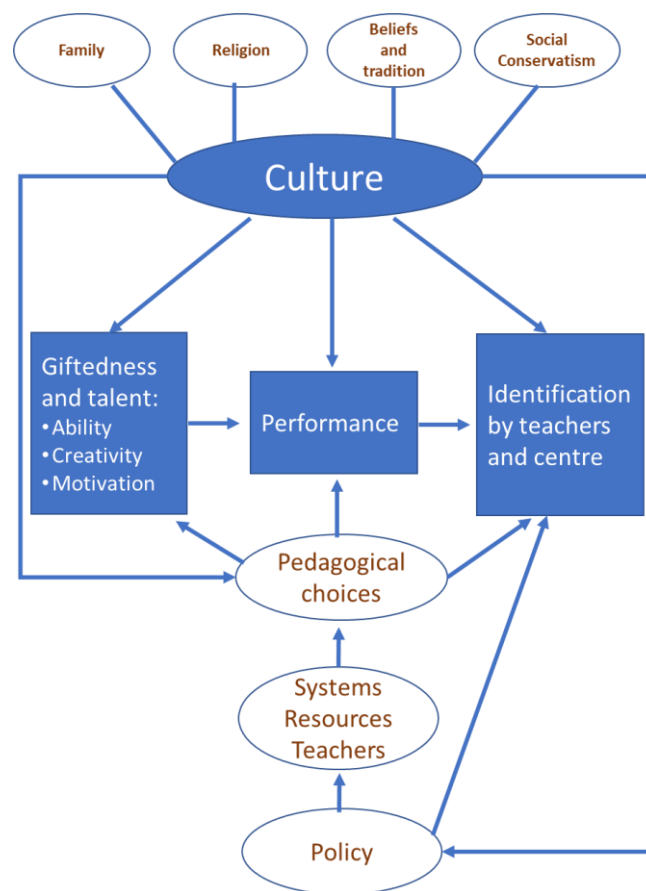 Family
Religion
Beliefs
and
tradition
Social
Conservatism
Culture
Giftedness
and talent:
•Ability
•Creativity
•Motivation
Performance
Identification
by teachers
and centre
Pedagogical
choices
Systems
Resources
Teachers
Policy